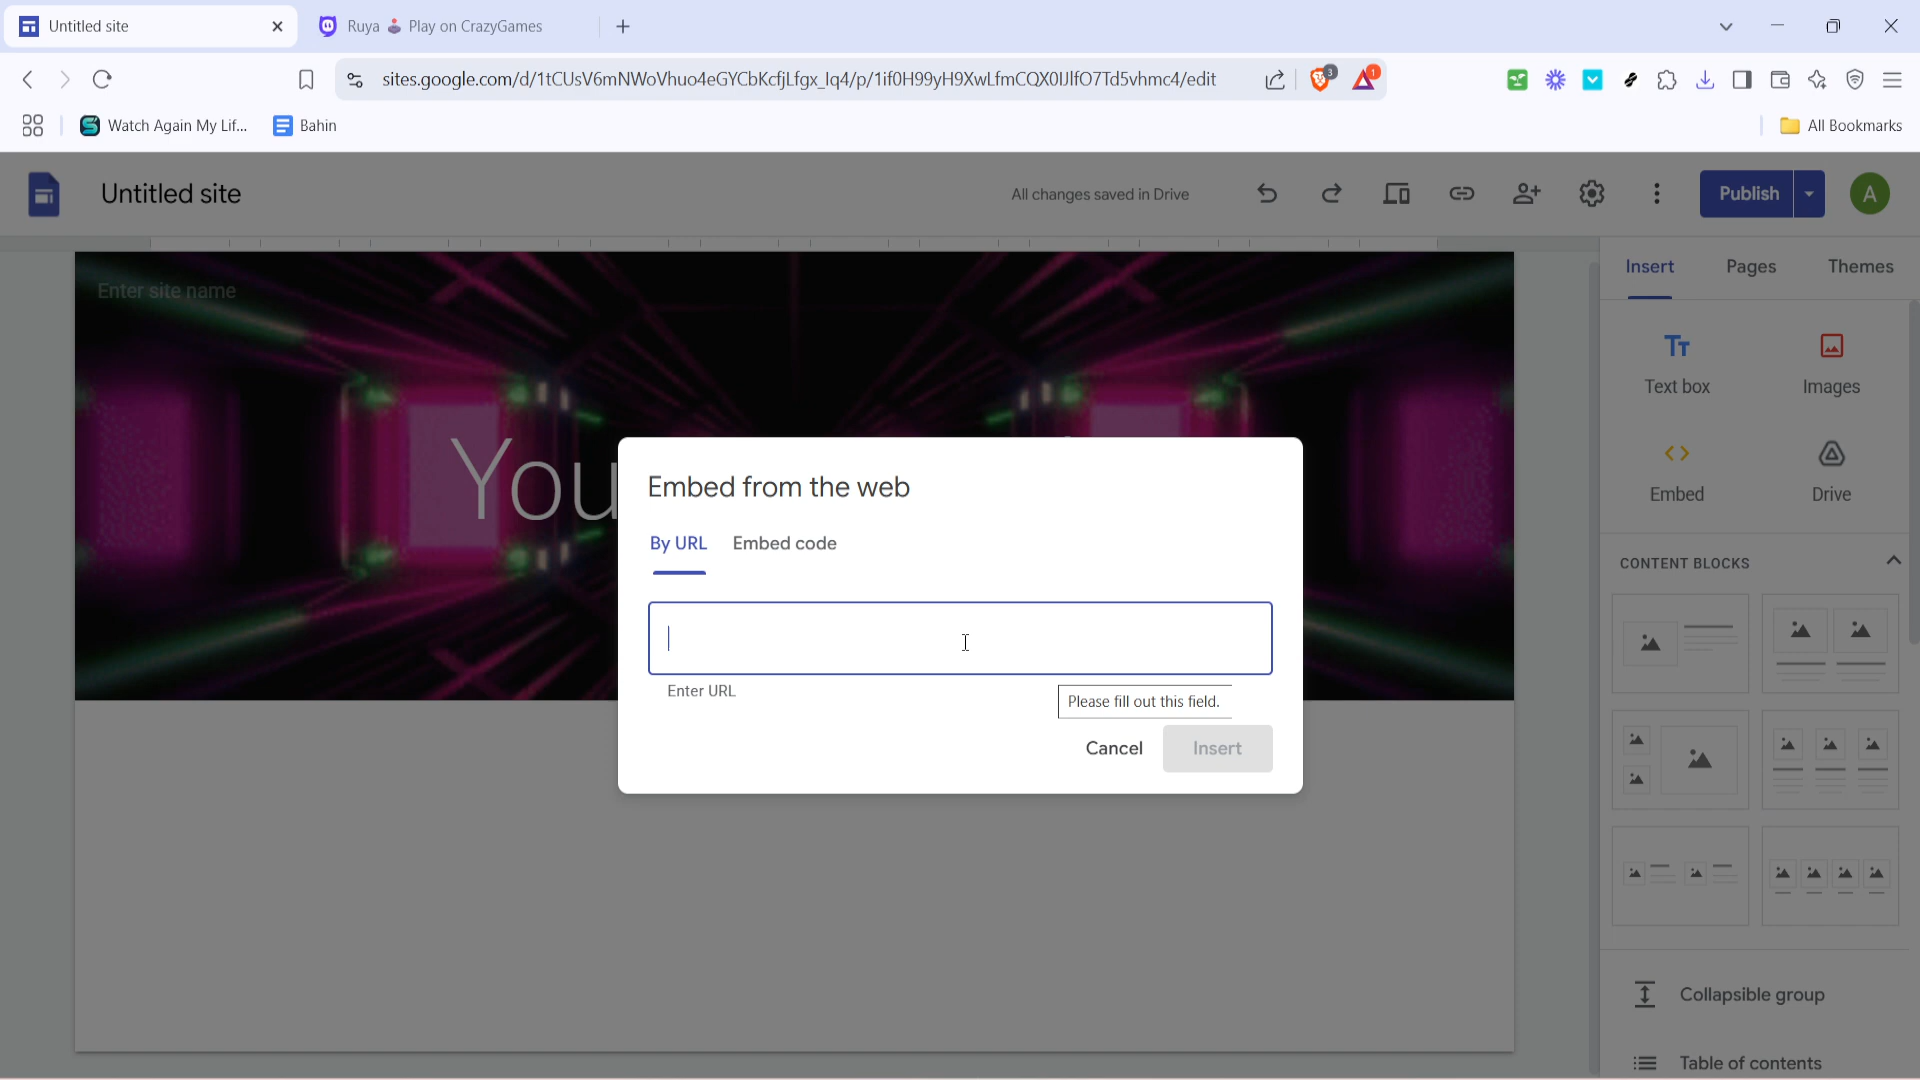 Untitled site
Ruya Play on CrazyGames
sites.google.com/d/1tCUsV6mNWoVhuo4eGYCbKcfjLfgx_Iq4/p/1if0H99yH9XwLfmCQX0IJlfO7Td5vhmc4/edit
3
1
Watch Again My Lif...
Bahin
All Bookmarks
Untitled site
All changes saved in Drive
Publish
A
Enter site name
You
Insert
Pages
Themes
Text box
Images
Embed
Drive
CONTENT BLOCKS
Collapsible group
Table of contents
Embed from the web
By URL
Embed code
Enter URL
Please fill out this field.
Cancel
Insert